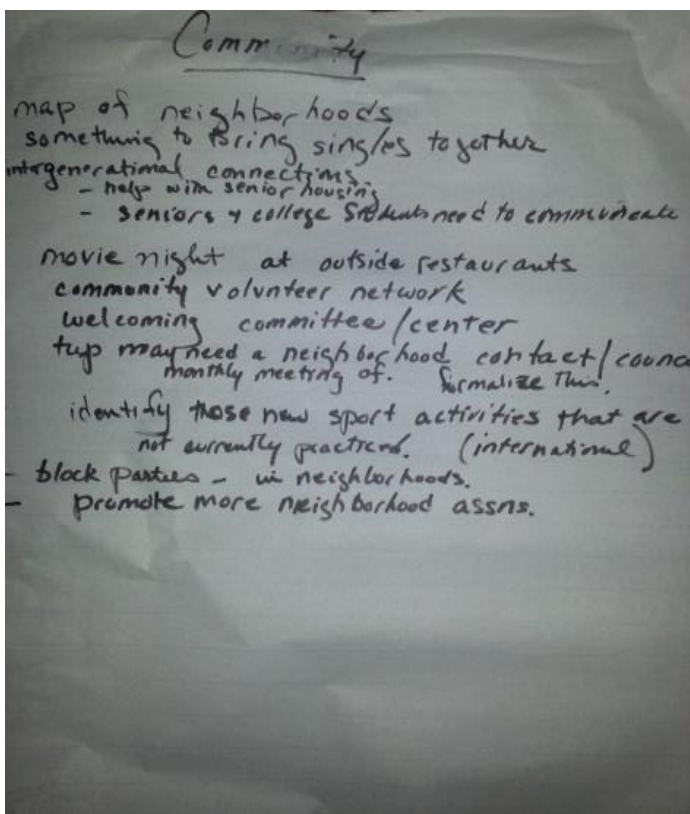 Community
map of neighborhoods
something to Bring singles together
intergenerational connections
- help with senior housing
- seniors & college students need to communicate
movie night at outside restaurants
community volunteer network
welcoming committee/center
twp may need a neighborhood contact/counc
monthly meeting of. formalize This.
identify those new sport activities that are
not currently practiced. (international)
- block parties - in neighborhoods.
- promote more neighborhood assns.